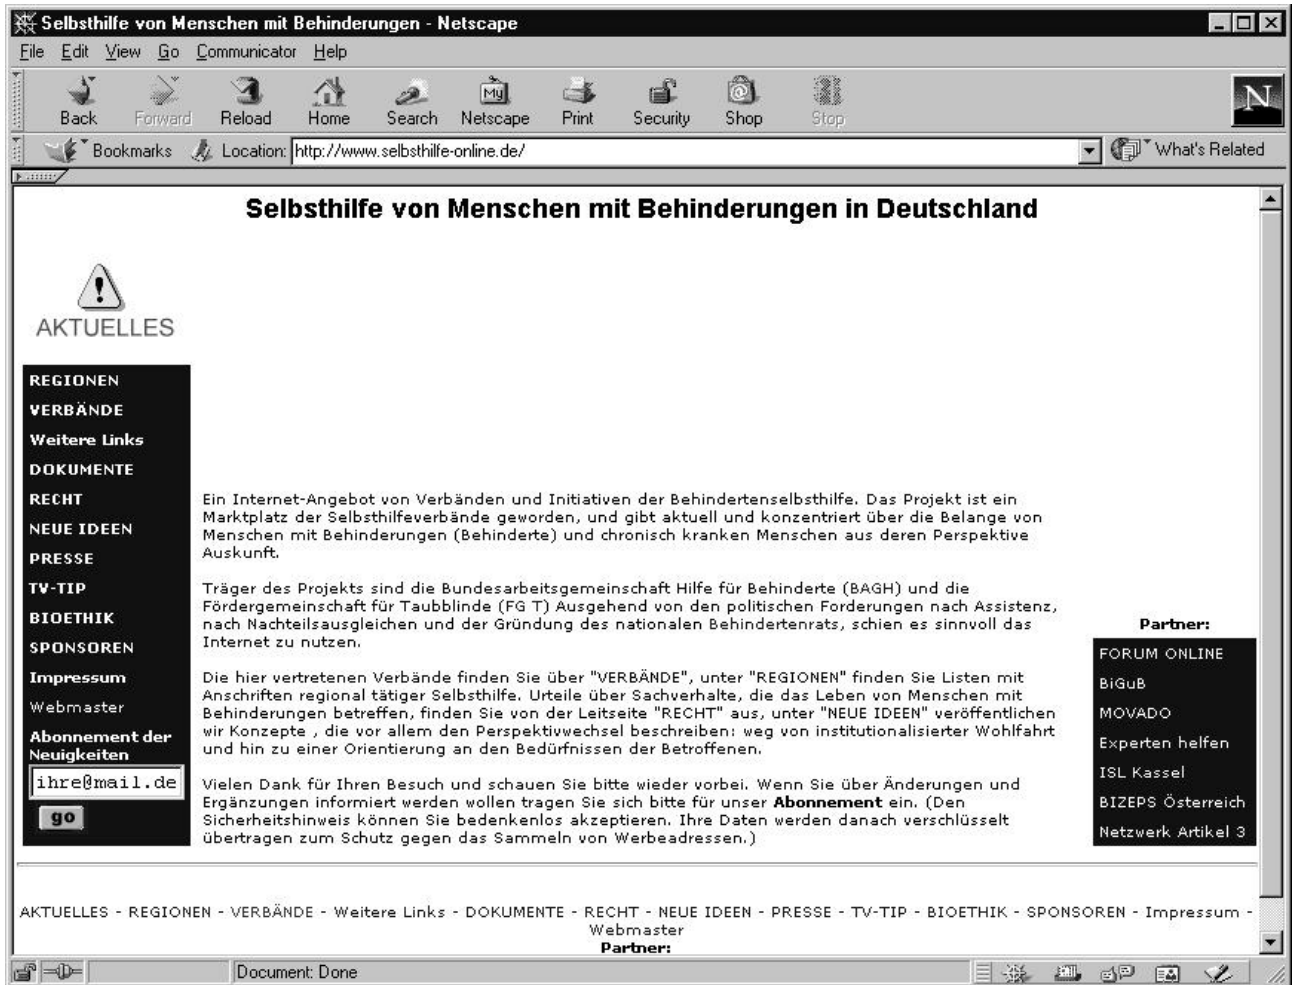 Selbsthilfe von Menschen mit Behinderungen - Netscape
File Edit View Go Communicator Help
Back Forward Reload Home Search Netscape Print Security Shop Stop
My
N
Bookmarks Location: http://www.selbsthilfe-online.de/ What's Related
Selbsthilfe von Menschen mit Behinderungen in Deutschland
AKTUELLES
REGIONEN
VERBÄNDE
Weitere Links
DOKUMENTE
RECHT
NEUE IDEEN
PRESSE
TV-TIP
BIOETHIK
SPONSOREN
Impressum
Webmaster
Abonnement der
Neuigkeiten
ihre@mail.de
go
Ein Internet-Angebot von Verbänden und Initiativen der Behindertenselbsthilfe. Das Projekt ist ein
Marktplatz der Selbsthilfeverbände geworden, und gibt aktuell und konzentriert über die Belange von
Menschen mit Behinderungen (Behinderte) und chronisch kranken Menschen aus deren Perspektive
Auskunft.
Träger des Projekts sind die Bundesarbeitsgemeinschaft Hilfe für Behinderte (BAGH) und die
Fördergemeinschaft für Taubblinde (FG T) Ausgehend von den politischen Forderungen nach Assistenz,
nach Nachteilsausgleichen und der Gründung des nationalen Behindertenrats, schien es sinnvoll das
Internet zu nutzen.
Die hier vertretenen Verbände finden Sie über "VERBÄNDE", unter "REGIONEN" finden Sie Listen mit
Anschriften regional tätiger Selbsthilfe. Urteile über Sachverhalte, die das Leben von Menschen mit
Behinderungen betreffen, finden Sie von der Leitseite "RECHT" aus, unter "NEUE IDEEN" veröffentlichen
wir Konzepte , die vor allem den Perspektivwechsel beschreiben: weg von institutionalisierter Wohlfahrt
und hin zu einer Orientierung an den Bedürfnissen der Betroffenen.
Vielen Dank für Ihren Besuch und schauen Sie bitte wieder vorbei. Wenn Sie über Änderungen und
Ergänzungen informiert werden wollen tragen Sie sich bitte für unser Abonnement ein. (Den
Sicherheitshinweis können Sie bedenkenlos akzeptieren. Ihre Daten werden danach verschlüsselt
übertragen zum Schutz gegen das Sammeln von Werbeadressen.)
Partner:
FORUM ONLINE
BiGuB
MOVADO
Experten helfen
ISL Kassel
BIZEPS Österreich
Netzwerk Artikel 3
AKTUELLES - REGIONEN - VERBÄNDE - Weitere Links - DOKUMENTE - RECHT - NEUE IDEEN - PRESSE - TV-TIP - BIOETHIK - SPONSOREN - Impressum -
Webmaster
Partner:
Document: Done